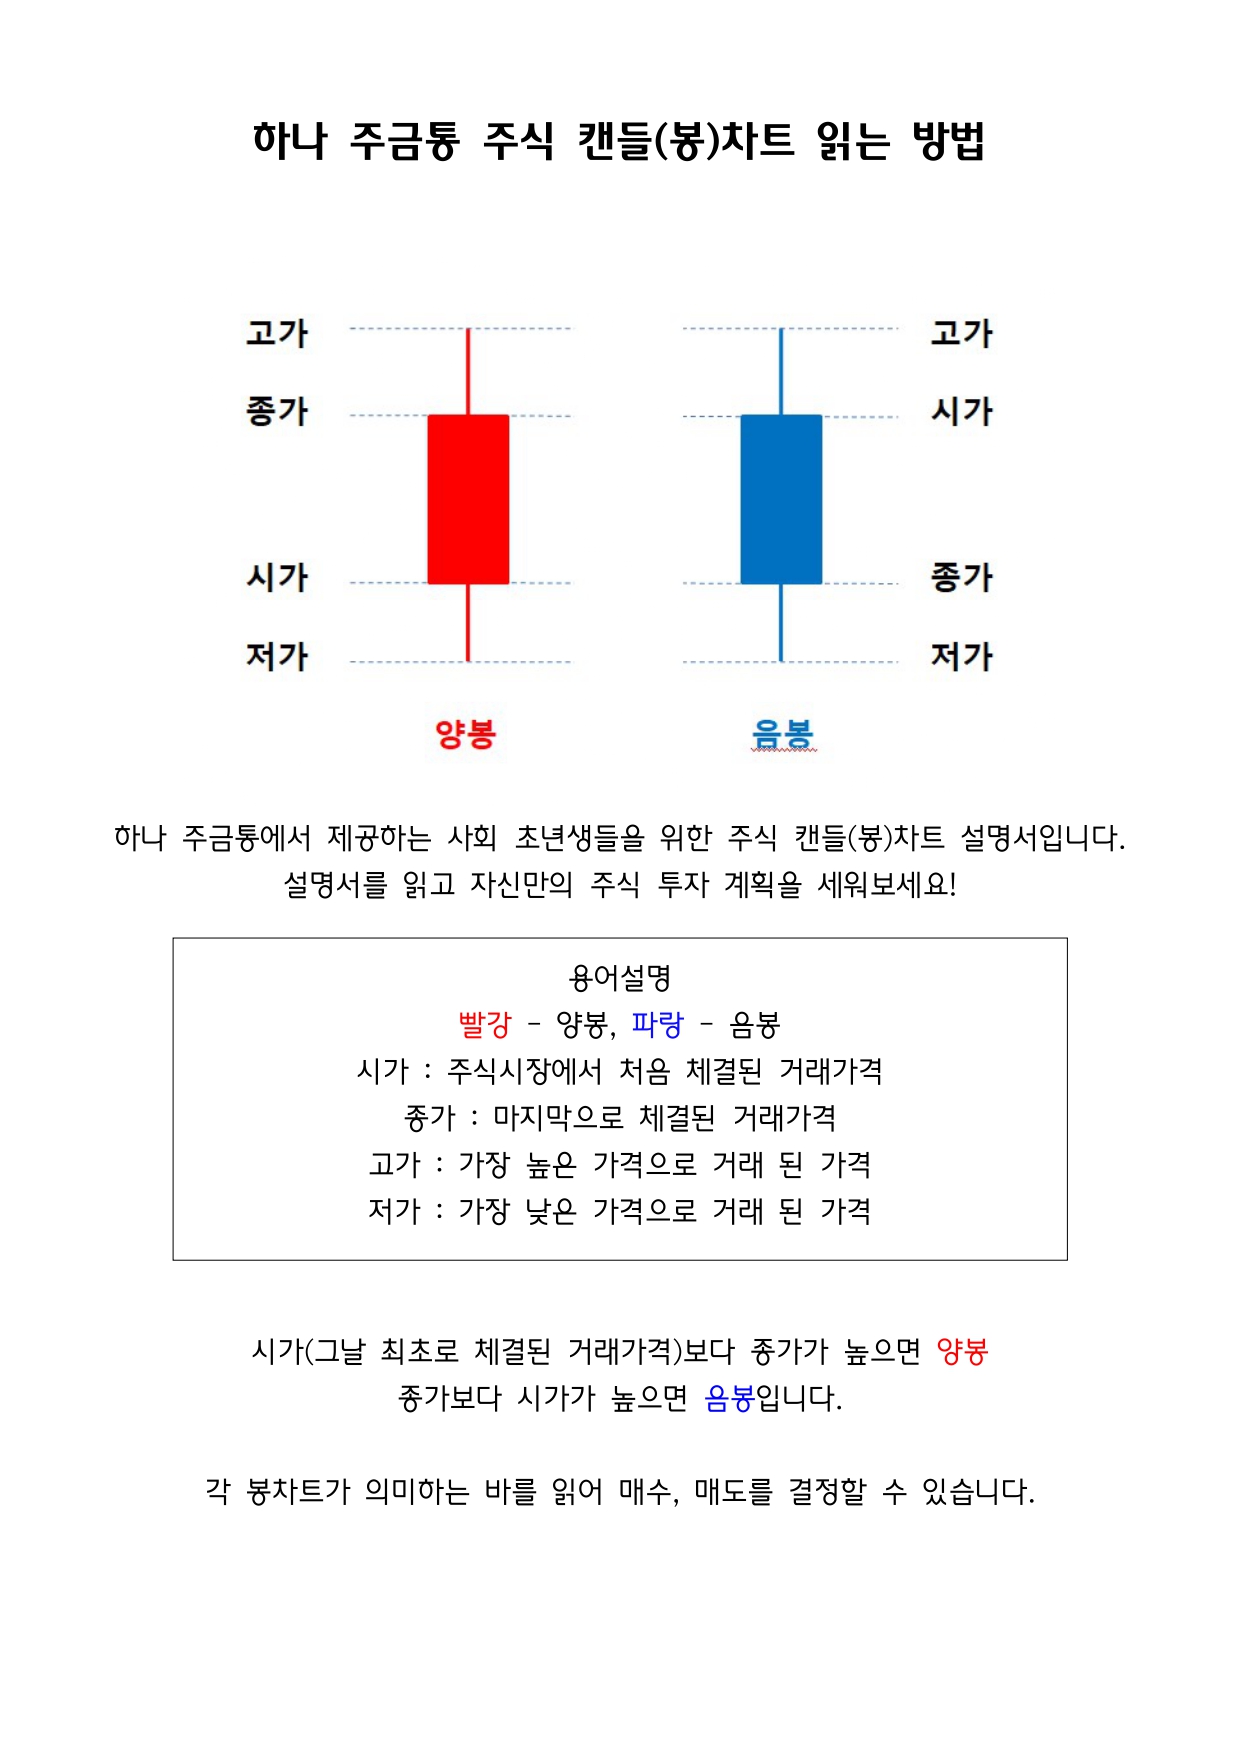 하나 주금통 주식 캔들(봉)차트 읽는 방법
고가 고가
종가 시가
시가 종가
저가 저가
양봉 음봉
하나 주금통에서 제공하는 사회 초년생들을 위한 주식 캔들(봉)차트 설명서입니다.
설명서를 읽고 자신만의 주식 투자 계획을 세워보세요!
용어설명
빨강 - 양봉, 파랑 - 음봉
시가 : 주식시장에서 처음 체결된 거래가격
종가 : 마지막으로 체결된 거래가격
고가 : 가장 높은 가격으로 거래 된 가격
저가 : 가장 낮은 가격으로 거래 된 가격
시가(그날 최초로 체결된 거래가격)보다 종가가 높으면 양봉
종가보다 시가가 높으면 음봉입니다.
각 봉차트가 의미하는 바를 읽어 매수, 매도를 결정할 수 있습니다.